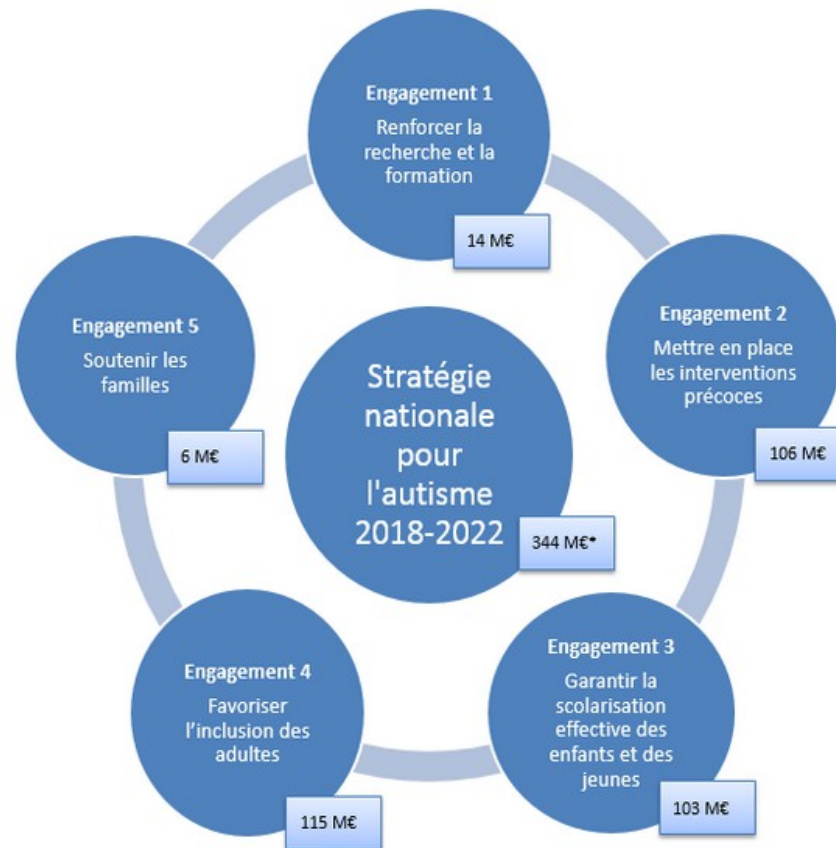 Engagement 1
Renforcer la
recherche et la
formation
14 M€
Engagement 2
Mettre en place
les interventions
précoces
106 M€
Engagement 3
Garantir la
scolarisation
effective des
enfants et des
jeunes
103 M€
Engagement 4
Favoriser
l'inclusion des
adultes
115 M€
Engagement 5
Soutenir les
familles
6 M€
Stratégie
nationale
pour
l'autisme
2018-2022
344 M€*